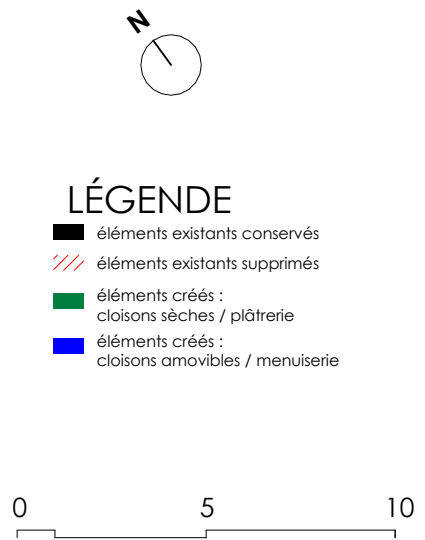 N
LÉGENDE
éléments existants conservés
éléments existants supprimés
éléments créés :
cloisons sèches / plâtrerie
éléments créés :
cloisons amovibles / menuiserie
0 5 10